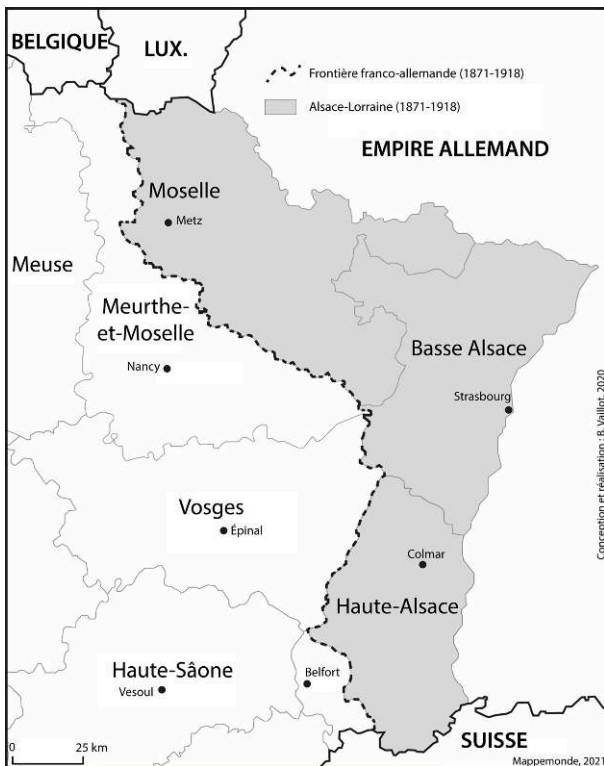 BELGIQUE
LUX.
Frontière franco-allemande (1871-1918)
Alsace-Lorraine (1871-1918)
EMPIRE ALLEMAND
Moselle
Metz
Meuse
Meurthe-
et-Moselle
Nancy
Basse Alsace
Strasbourg
Vosges
Épinal
Colmar
Haute-Alsace
Haute-Sâone
Vesoul
Belfort
0 25 km
SUISSE
Mappemonde, 2021
Conception et réalisation : B. Vaillot, 2020